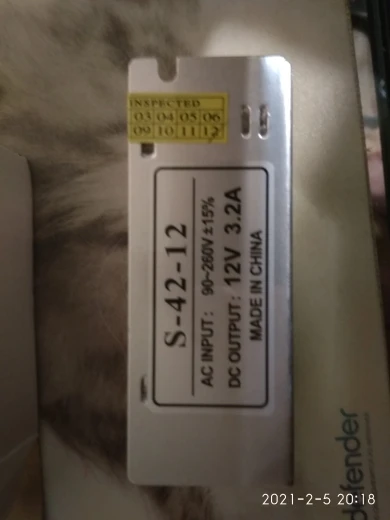 INSPECTED
03 04 05 06
09 10 11 12
S-42-12
AC INPUT: 90~260V±15%
DC OUTPUT: 12V 3.2A
MADE IN CHINA
defender
2021-2-5 20:18